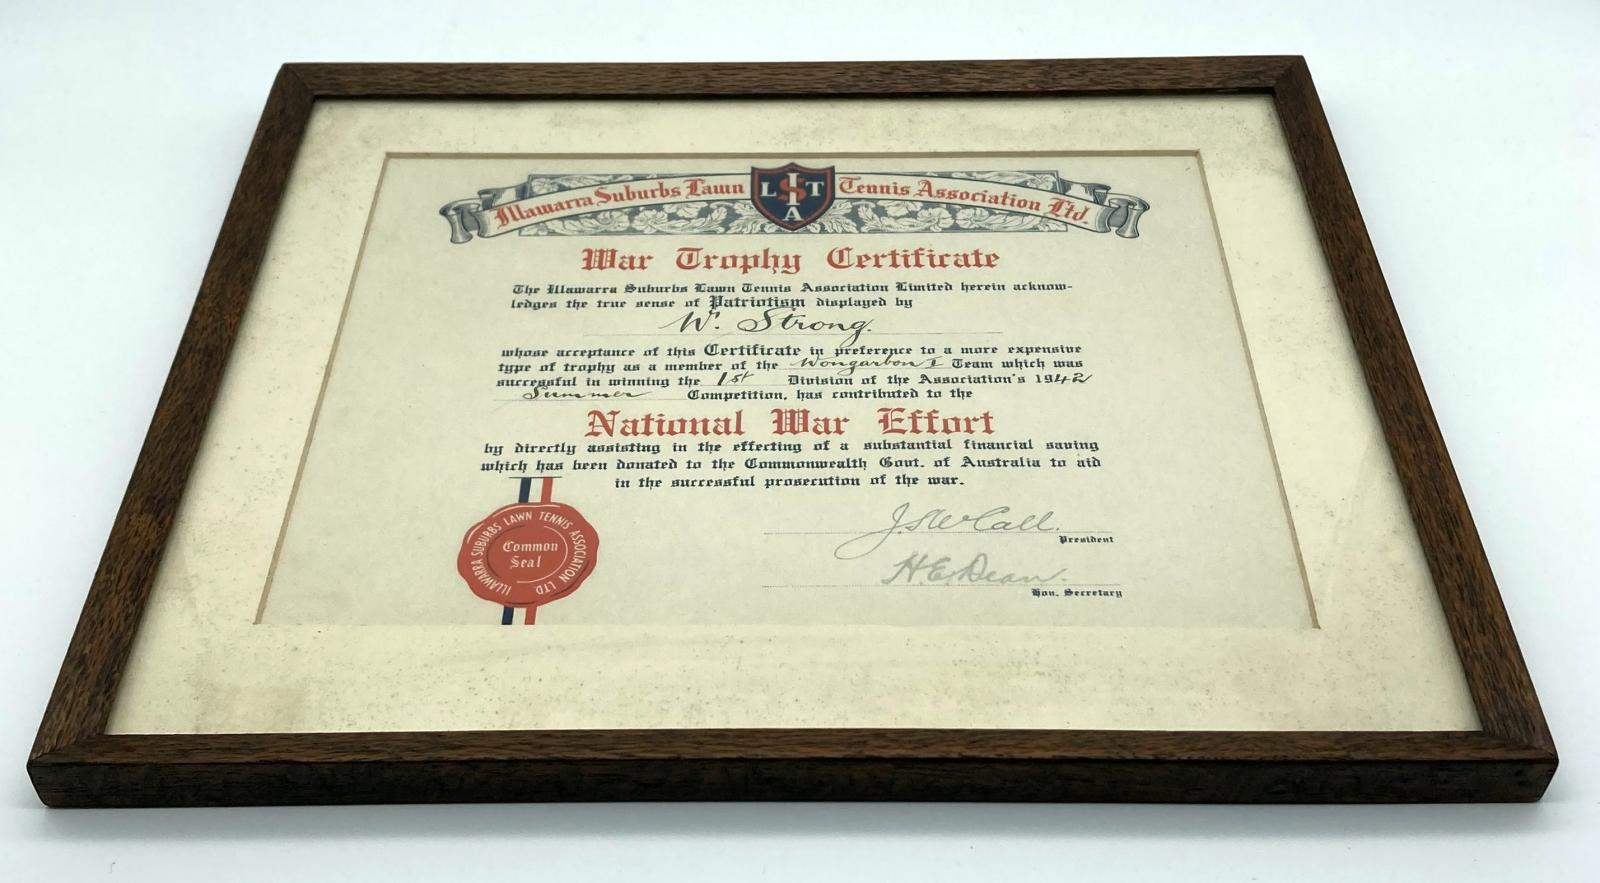 Illawarra Suburbs Lawn Tennis Association Ltd.
I
L S T
A
War Trophy Certificate
The Illawarra Suburbs Lawn Tennis Association Limited herein acknow-
ledges the true sense of Patriotism displayed by
W. Strong.
whose acceptance of this Certificate in preference to a more expensive
type of trophy as a member of the Wongarbon I Team which was
successful in winning the 1st Division of the Association's 1942
Summer Competition, has contributed to the
National War Effort
by directly assisting in the effecting of a substantial financial saving
which has been donated to the Commonwealth Govt. of Australia to aid
in the successful prosecution of the war.
ILLAWARRA SUBURBS LAWN TENNIS ASSOCIATION LTD
Common
Seal
President
H E Dean.
Hon. Secretary